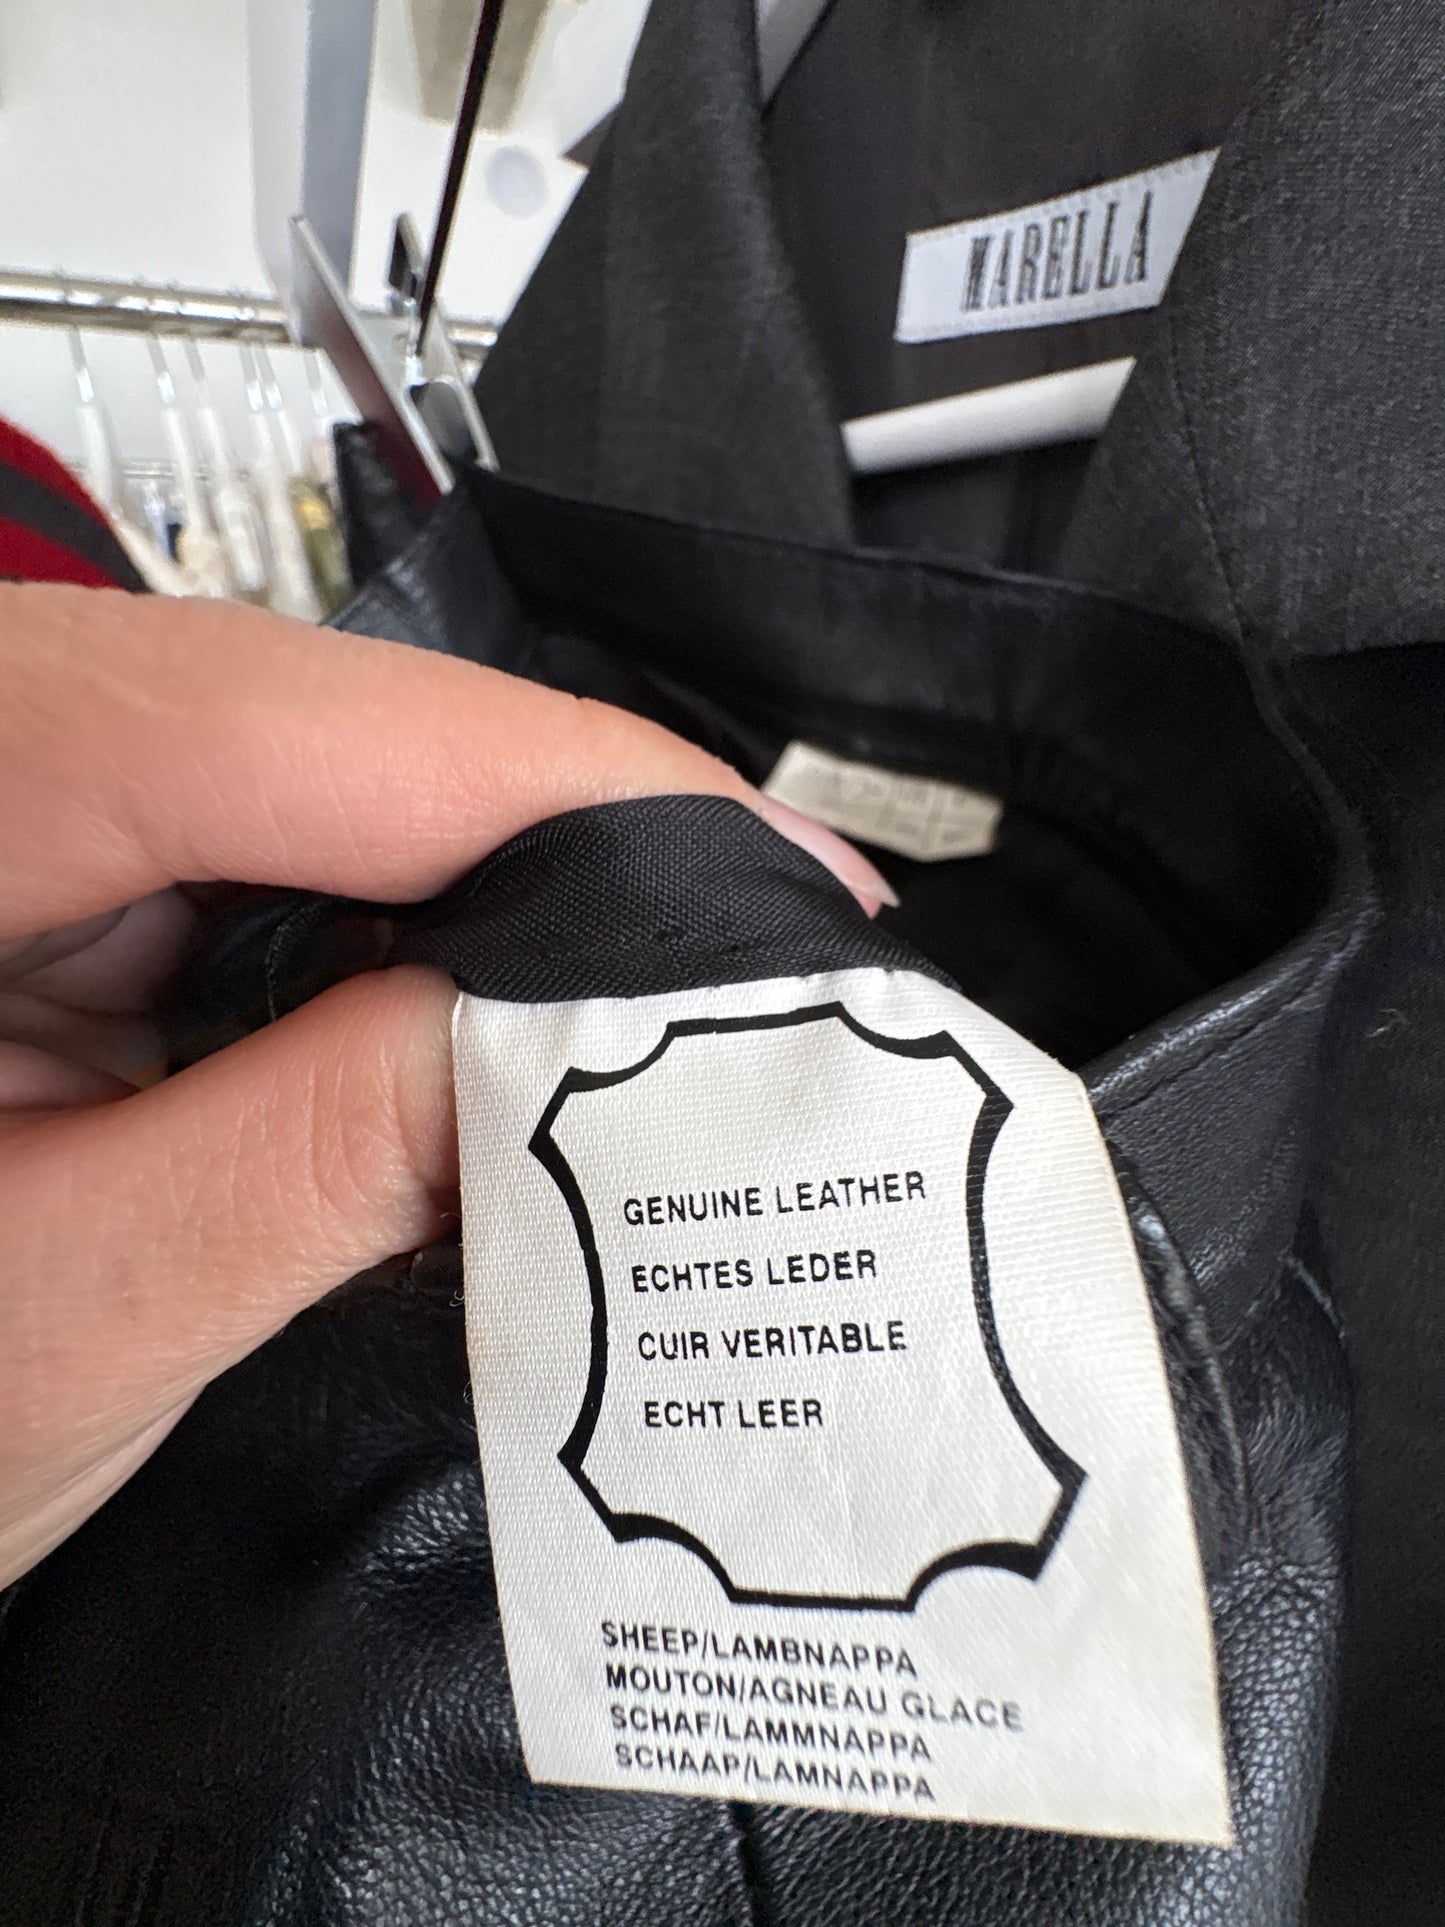 MARELLA
GENUINE LEATHER
ECHTES LEDER
CUIR VERITABLE
ECHT LEER
SHEEP/LAMBNAPPA
MOUTON/AGNEAU GLACE
SCHAF/LAMMNAPPA
SCHAAP/LAMNAPPA